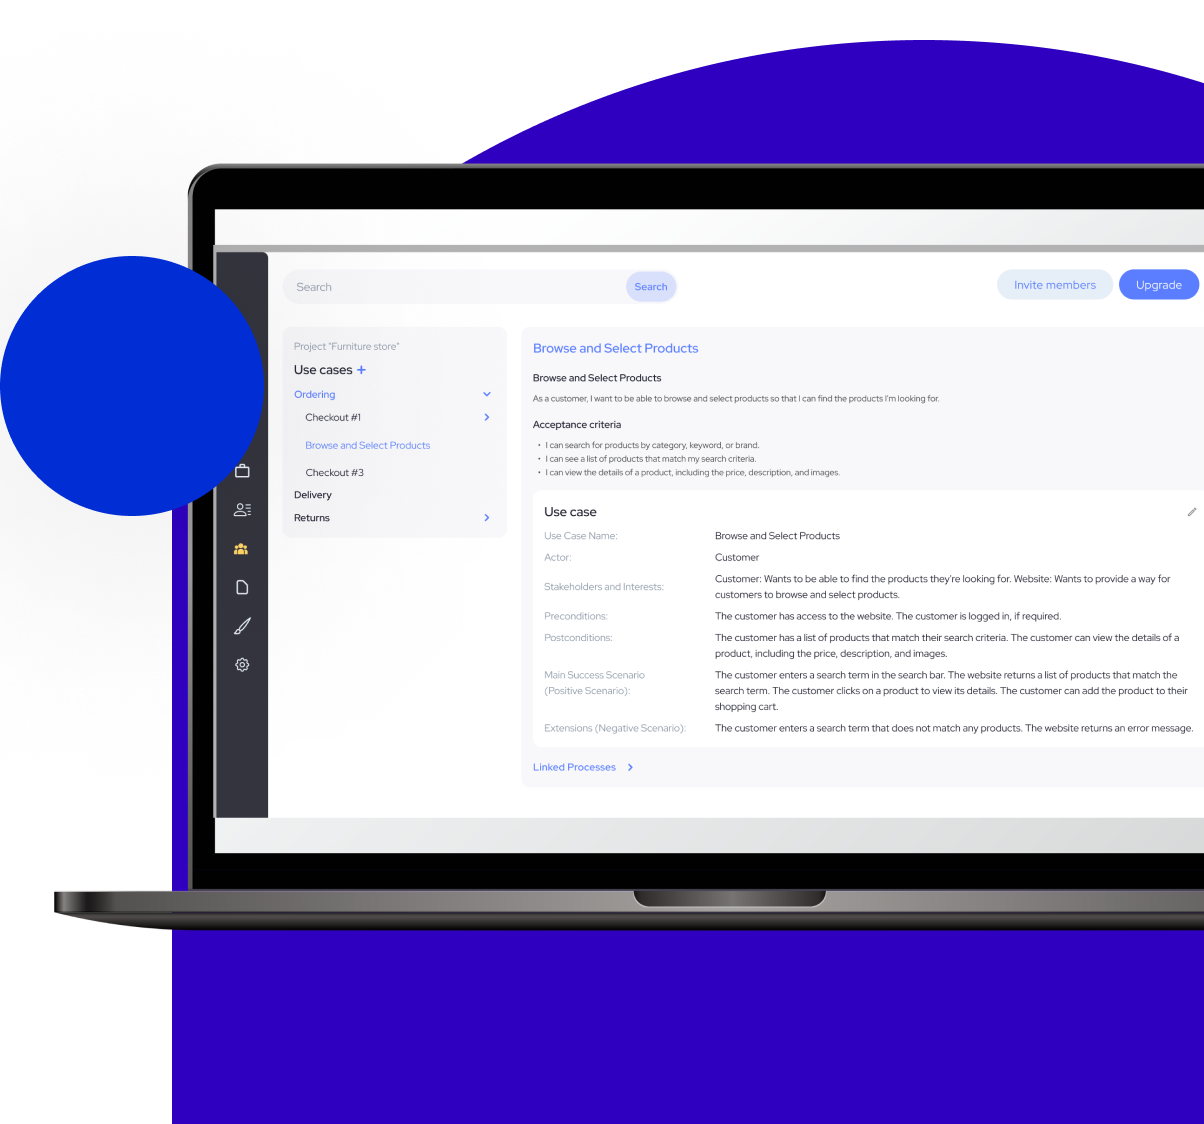 Search
Search
Invite members
Upgrade
Project "Furniture store"
Use cases +
Ordering
Checkout #1
Browse and Select Products
Checkout #3
Delivery
Returns
Browse and Select Products
Browse and Select Products
As a customer, I want to be able to browse and select products so that I can find the products I'm looking for.
Acceptance criteria
• I can search for products by category, keyword, or brand.
• I can see a list of products that match my search criteria.
• I can view the details of a product, including the price, description, and images.
Use case
Use Case Name:
Browse and Select Products
Actor:
Customer
Stakeholders and Interests:
Customer: Wants to be able to find the products they're looking for. Website: Wants to provide a way for
customers to browse and select products.
Preconditions:
The customer has access to the website. The customer is logged in, if required.
Postconditions:
The customer has a list of products that match their search criteria. The customer can view the details of a
product, including the price, description, and images.
Main Success Scenario
(Positive Scenario):
The customer enters a search term in the search bar. The website returns a list of products that match the
search term. The customer clicks on a product to view its details. The customer can add the product to their
shopping cart.
Extensions (Negative Scenario):
The customer enters a search term that does not match any products. The website returns an error message.
Linked Processes